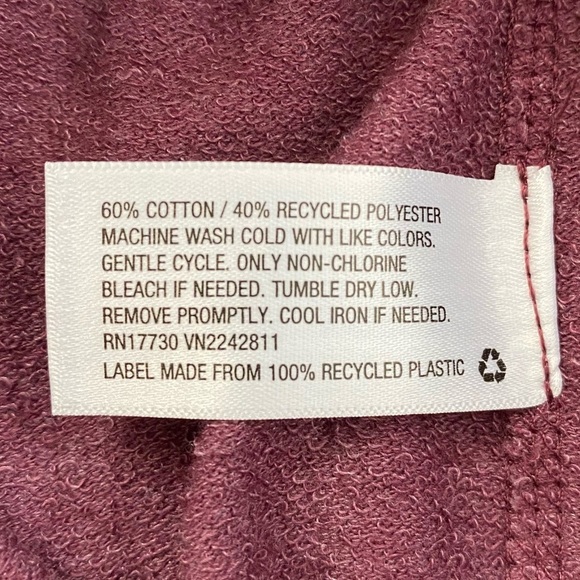 60% COTTON / 40% RECYCLED POLYESTER
MACHINE WASH COLD WITH LIKE COLORS.
GENTLE CYCLE. ONLY NON-CHLORINE
BLEACH IF NEEDED. TUMBLE DRY LOW.
REMOVE PROMPTLY. COOL IRON IF NEEDED.
RN17730 VN2242811
LABEL MADE FROM 100% RECYCLED PLASTIC